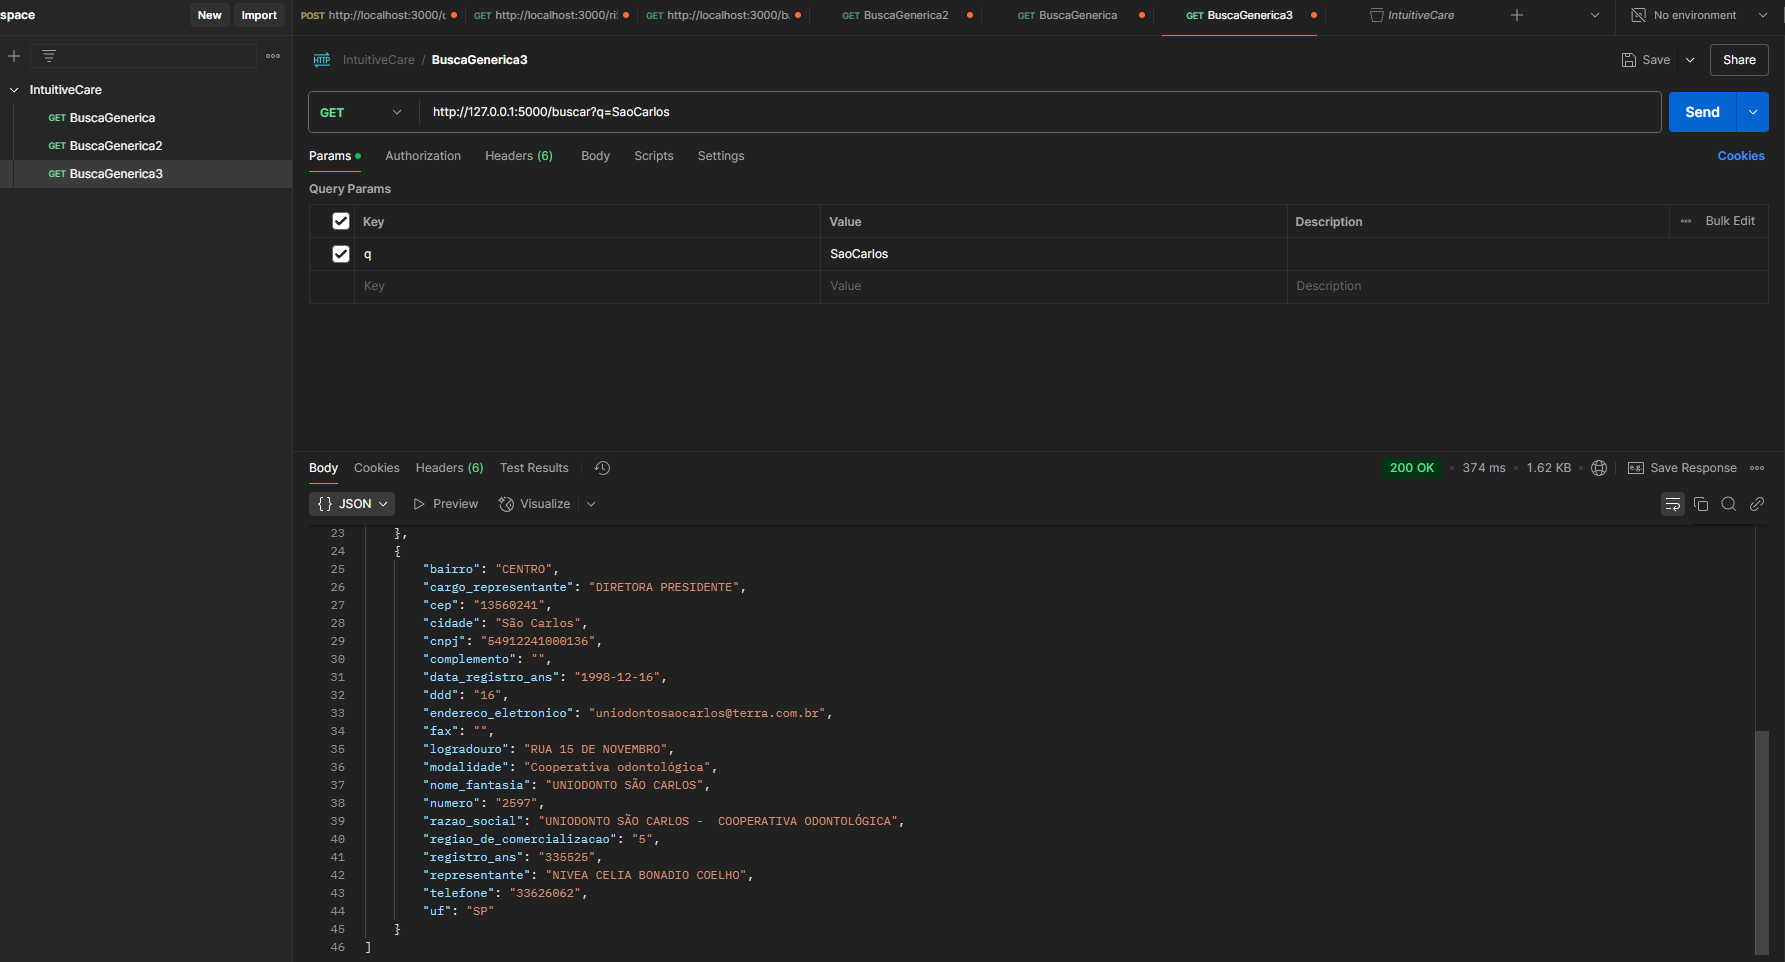 space
New
Import
POST http://localhost:3000/
GET http://localhost:3000/
GET http://localhost:3000/
GET BuscaGenerica2
GET BuscaGenerica
GET BuscaGenerica3
IntuitiveCare
No environment
IntuitiveCare
GET BuscaGenerica
GET BuscaGenerica2
GET BuscaGenerica3
HTTP
IntuitiveCare / BuscaGenerica3
Save
Share
GET
http://127.0.0.1:5000/buscar?q=SaoCarlos
Send
Params
Authorization
Headers (6)
Body
Scripts
Settings
Cookies
Query Params
Key Value Description Bulk Edit
q SaoCarlos
Key Value Description
Body Cookies Headers (6) Test Results
200 OK • 374 ms • 1.62 KB
e.g. Save Response
{} JSON Preview Visualize
23 },
24 {
25 "bairro": "CENTRO",
26 "cargo_representante": "DIRETORA PRESIDENTE",
27 "cep": "13560241",
28 "cidade": "São Carlos",
29 "cnpj": "54912241000136",
30 "complemento": "",
31 "data_registro_ans": "1998-12-16",
32 "ddd": "16",
33 "endereco_eletronico": "uniodontosaocarlos@terra.com.br",
34 "fax": "",
35 "logradouro": "RUA 15 DE NOVEMBRO",
36 "modalidade": "Cooperativa odontológica",
37 "nome_fantasia": "UNIODONTO SÃO CARLOS",
38 "numero": "2597",
39 "razao_social": "UNIODONTO SÃO CARLOS -  COOPERATIVA ODONTOLÓGICA",
40 "regiao_de_comercializacao": "5",
41 "registro_ans": "335525",
42 "representante": "NIVEA CELIA BONADIO COELHO",
43 "telefone": "33626062",
44 "uf": "SP"
45 }
46 ]